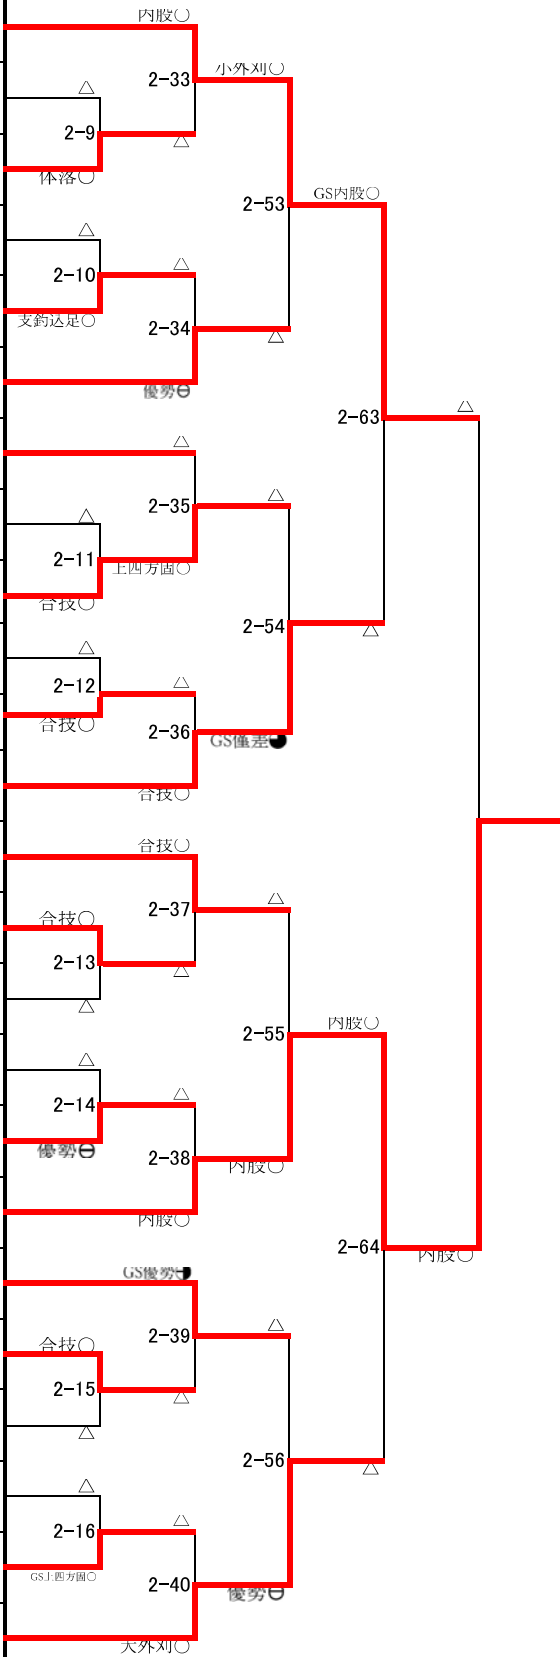 内股○
小外刈○
2-33
△
2-9
△
体落○
GS内股○
2-53
△
2-10
△
支釣込足○
2-34
△
優勢⊖
△
2-63
△
△
2-35
△
2-11
上四方固○
合技○
2-54
△
△
2-12
△
合技○
2-36
GS僅差◕
合技○
合技○
△
2-37
合技○
2-13
△
△
内股○
2-55
△
2-14
△
優勢⊖
2-38
内股○
内股○
2-64
内股○
GS優勢◕
△
2-39
合技○
2-15
△
△
2-56
△
△
2-16
△
GS上四方固○
2-40
優勢⊖
大外刈○